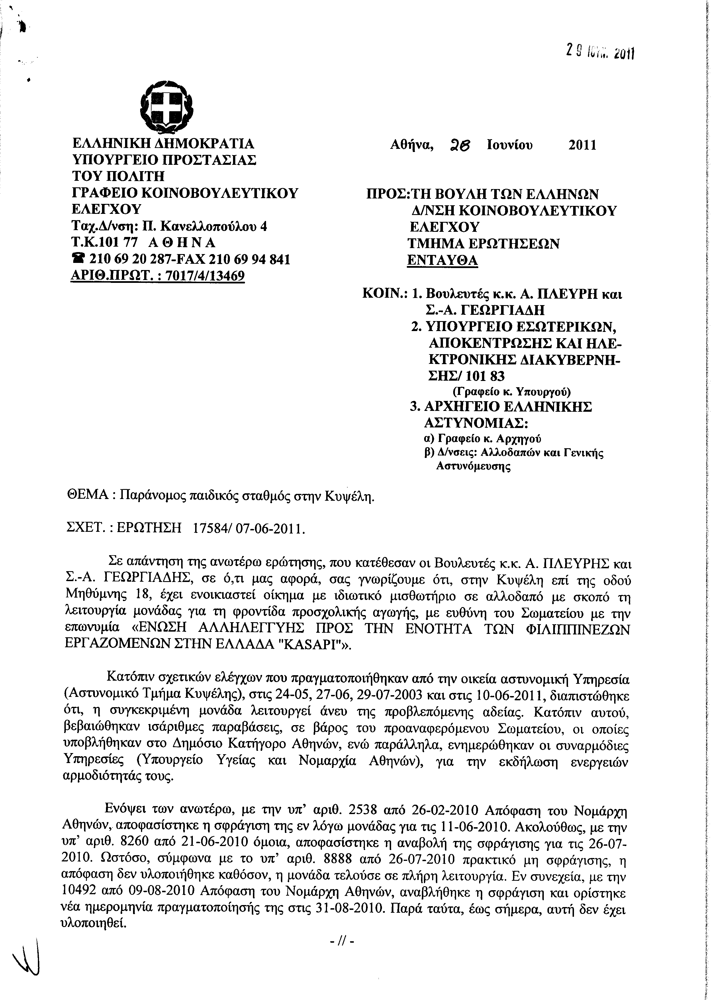 2011
ΕΛΛΗΝΙΚΗ ΔΗΜΟΚΡΑΤΙΑ
ΥΠΟΥΡΓΕΙΟ ΠΡΟΣΤΑΣΙΑΣ
ΤΟΥ ΠΟΛΙΤΗ
ΓΡΑΦΕΙΟ ΚΟΙΝΟΒΟΥΛΕΥΤΙΚΟΥ
ΕΛΕΓΧΟΥ
Ταχ.Δ/νση: Π. Κανελλοπούλου 4
Τ.Κ.101 77 Α Θ Η Ν Α
☎ 210 69 20 287-FAX 210 69 94 841
ΑΡΙΘ.ΠΡΩΤ. : 7017/4/13469
Αθήνα, 28 Ιουνίου 2011
ΠΡΟΣ:ΤΗ ΒΟΥΛΗ ΤΩΝ ΕΛΛΗΝΩΝ
Δ/ΝΣΗ ΚΟΙΝΟΒΟΥΛΕΥΤΙΚΟΥ
ΕΛΕΓΧΟΥ
ΤΜΗΜΑ ΕΡΩΤΗΣΕΩΝ
ΕΝΤΑΥΘΑ
ΚΟΙΝ.: 1. Βουλευτές κ.κ. Α. ΠΛΕΥΡΗ και
Σ.-Α. ΓΕΩΡΓΙΑΔΗ
2. ΥΠΟΥΡΓΕΙΟ ΕΣΩΤΕΡΙΚΩΝ,
ΑΠΟΚΕΝΤΡΩΣΗΣ ΚΑΙ ΗΛΕ-
ΚΤΡΟΝΙΚΗΣ ΔΙΑΚΥΒΕΡΝΗ-
ΣΗΣ/ 101 83
(Γραφείο κ. Υπουργού)
3. ΑΡΧΗΓΕΙΟ ΕΛΛΗΝΙΚΗΣ
ΑΣΤΥΝΟΜΙΑΣ:
α) Γραφείο κ. Αρχηγού
β) Δ/νσεις: Αλλοδαπών και Γενικής
Αστυνόμευσης
ΘΕΜΑ : Παράνομος παιδικός σταθμός στην Κυψέλη.
ΣΧΕΤ. : ΕΡΩΤΗΣΗ 17584/ 07-06-2011.
Σε απάντηση της ανωτέρω ερώτησης, που κατέθεσαν οι Βουλευτές κ.κ. Α. ΠΛΕΥΡΗΣ και
Σ.-Α. ΓΕΩΡΓΙΑΔΗΣ, σε ό,τι μας αφορά, σας γνωρίζουμε ότι, στην Κυψέλη επί της οδού
Μηθύμνης 18, έχει ενοικιαστεί οίκημα με ιδιωτικό μισθωτήριο σε αλλοδαπό με σκοπό τη
λειτουργία μονάδας για τη φροντίδα προσχολικής αγωγής, με ευθύνη του Σωματείου με την
επωνυμία «ΕΝΩΣΗ ΑΛΛΗΛΕΓΓΥΗΣ ΠΡΟΣ ΤΗΝ ΕΝΟΤΗΤΑ ΤΩΝ ΦΙΛΙΠΠΙΝΕΖΩΝ
ΕΡΓΑΖΟΜΕΝΩΝ ΣΤΗΝ ΕΛΛΑΔΑ "KASAPI"».
Κατόπιν σχετικών ελέγχων που πραγματοποιήθηκαν από την οικεία αστυνομική Υπηρεσία
(Αστυνομικό Τμήμα Κυψέλης), στις 24-05, 27-06, 29-07-2003 και στις 10-06-2011, διαπιστώθηκε
ότι, η συγκεκριμένη μονάδα λειτουργεί άνευ της προβλεπόμενης αδείας. Κατόπιν αυτού,
βεβαιώθηκαν ισάριθμες παραβάσεις, σε βάρος του προαναφερόμενου Σωματείου, οι οποίες
υποβλήθηκαν στο Δημόσιο Κατήγορο Αθηνών, ενώ παράλληλα, ενημερώθηκαν οι συναρμόδιες
Υπηρεσίες (Υπουργείο Υγείας και Νομαρχία Αθηνών), για την εκδήλωση ενεργειών
αρμοδιότητάς τους.
Ενόψει των ανωτέρω, με την υπ’ αριθ. 2538 από 26-02-2010 Απόφαση του Νομάρχη
Αθηνών, αποφασίστηκε η σφράγιση της εν λόγω μονάδας για τις 11-06-2010. Ακολούθως, με την
υπ’ αριθ. 8260 από 21-06-2010 όμοια, αποφασίστηκε η αναβολή της σφράγισης για τις 26-07-
2010. Ωστόσο, σύμφωνα με το υπ’ αριθ. 8888 από 26-07-2010 πρακτικό μη σφράγισης, η
απόφαση δεν υλοποιήθηκε καθόσον, η μονάδα τελούσε σε πλήρη λειτουργία. Εν συνεχεία, με την
10492 από 09-08-2010 Απόφαση του Νομάρχη Αθηνών, αναβλήθηκε η σφράγιση και ορίστηκε
νέα ημερομηνία πραγματοποίησής της στις 31-08-2010. Παρά ταύτα, έως σήμερα, αυτή δεν έχει
υλοποιηθεί.
- // -